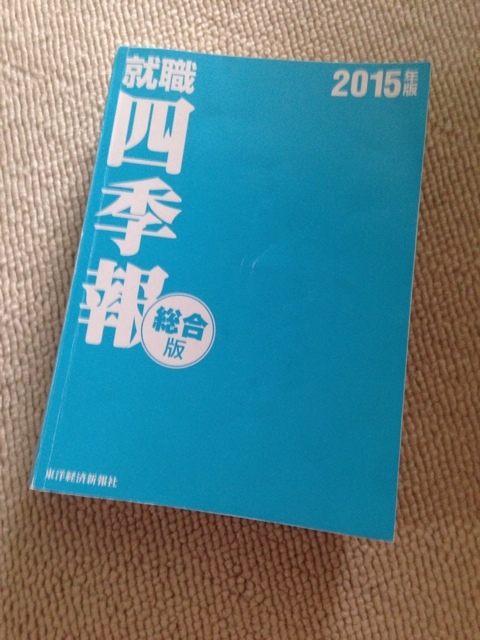 就職
四季報
総合
版
2015年版
東洋経済新報社